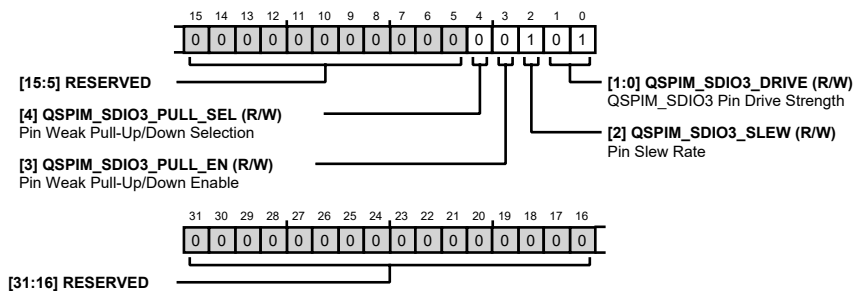 15 14 13 12 11 10 9 8 7 6 5 4 3 2 1 0
0 0 0 0 0 0 0 0 0 0 0 0 0 1 0 1
[15:5] RESERVED
[4] QSPIM_SDIO3_PULL_SEL (R/W)
Pin Weak Pull-Up/Down Selection
[3] QSPIM_SDIO3_PULL_EN (R/W)
Pin Weak Pull-Up/Down Enable
[1:0] QSPIM_SDIO3_DRIVE (R/W)
QSPIM_SDIO3 Pin Drive Strength
[2] QSPIM_SDIO3_SLEW (R/W)
Pin Slew Rate
31 30 29 28 27 26 25 24 23 22 21 20 19 18 17 16
0 0 0 0 0 0 0 0 0 0 0 0 0 0 0 0
[31:16] RESERVED